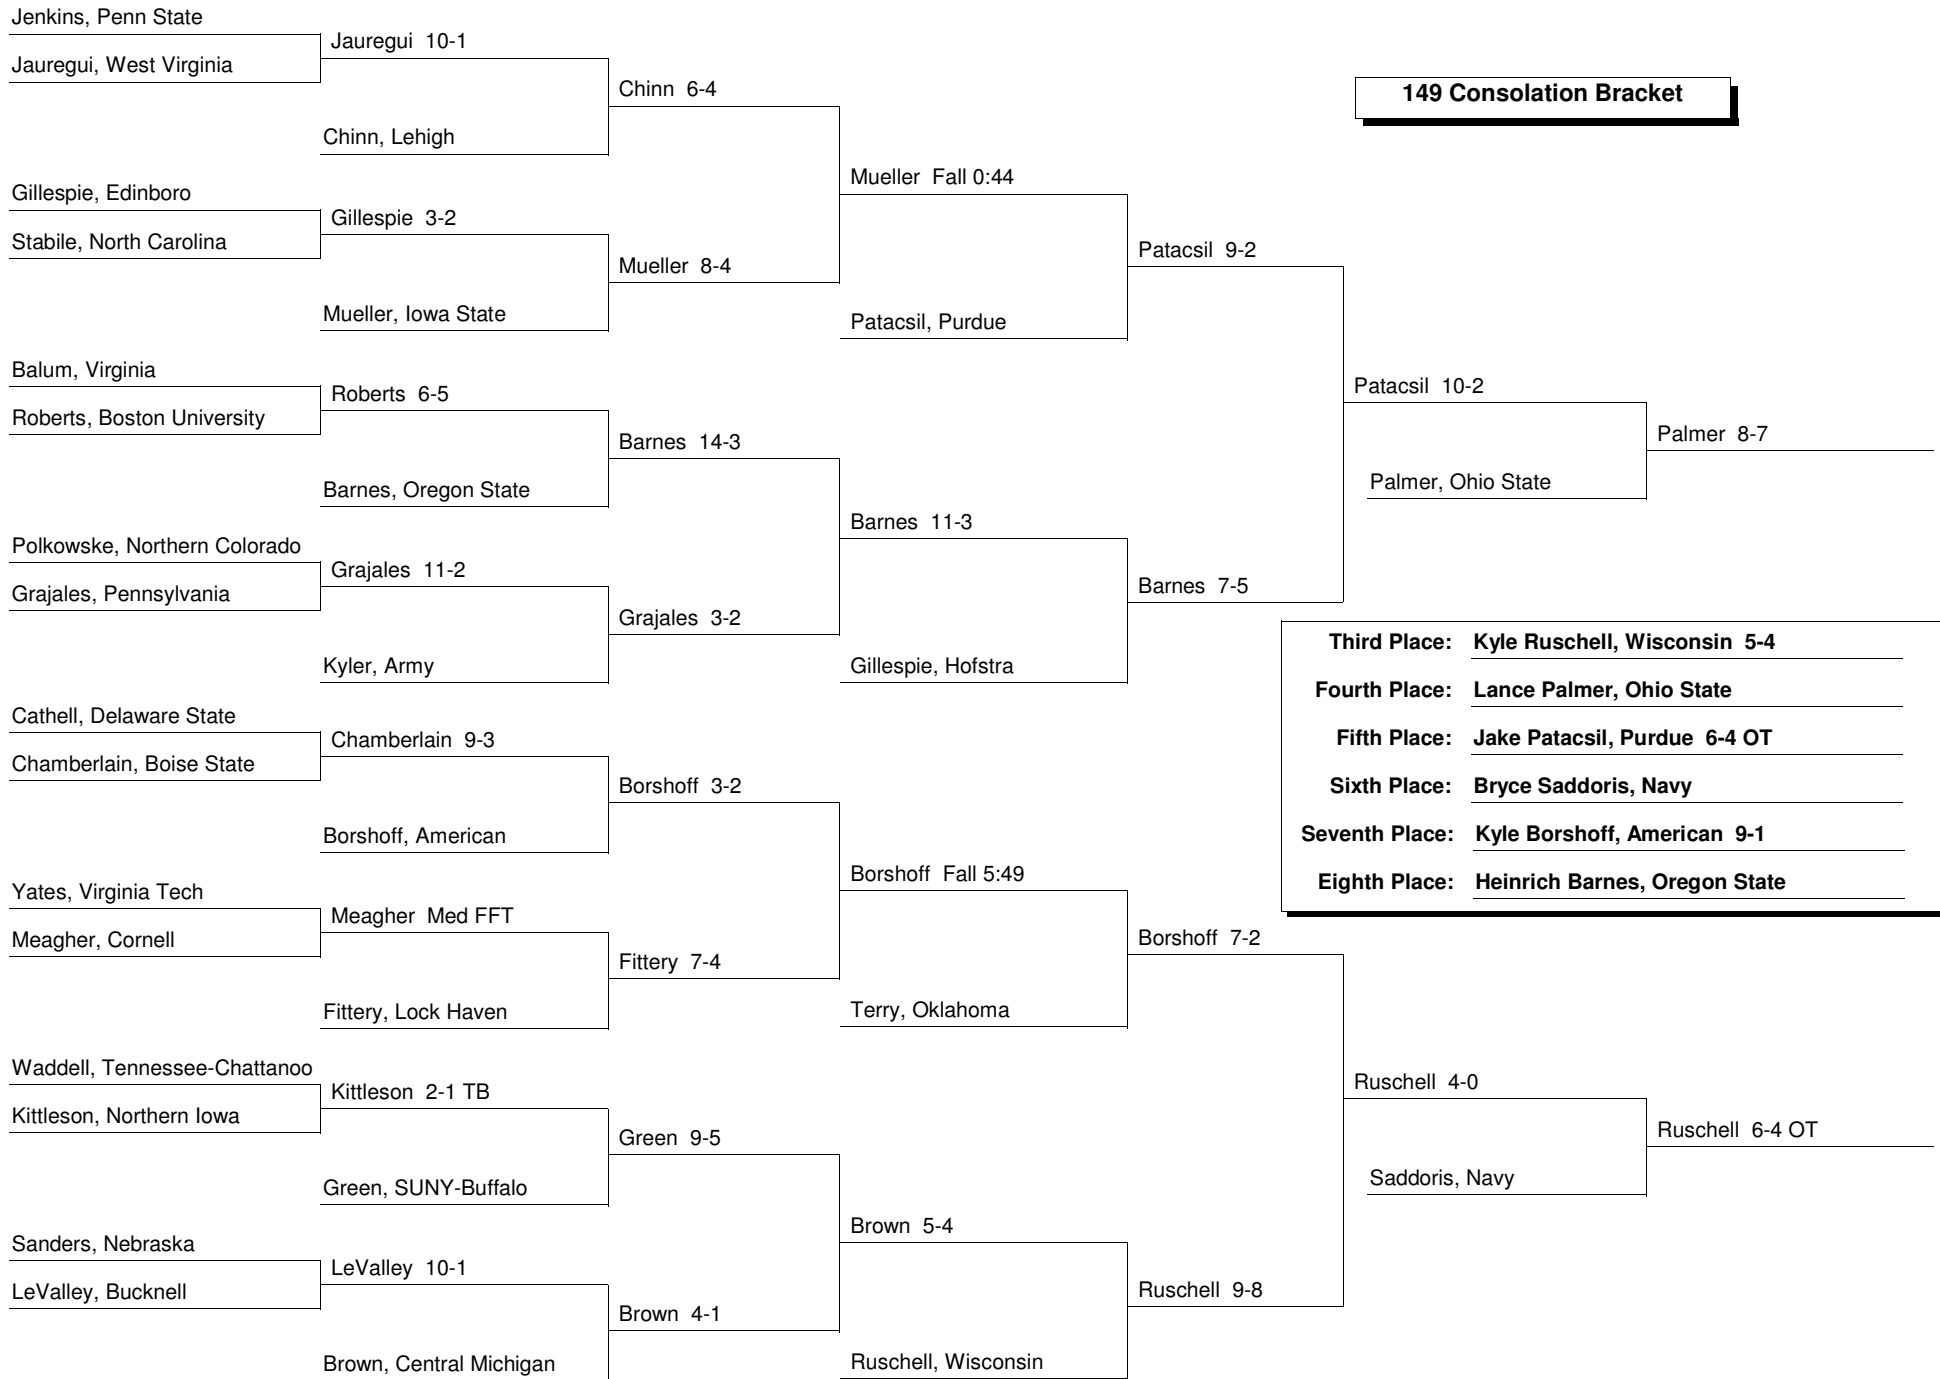 Jenkins, Penn State
Jauregui, West Virginia
Gillespie, Edinboro
Stabile, North Carolina
Balum, Virginia
Roberts, Boston University
Polkowske, Northern Colorado
Grajales, Pennsylvania
Cathell, Delaware State
Chamberlain, Boise State
Yates, Virginia Tech
Meagher, Cornell
Waddell, Tennessee-Chattanoo
Kittleson, Northern Iowa
Sanders, Nebraska
LeValley, Bucknell
Jauregui 10-1
Chinn, Lehigh
Gillespie 3-2
Mueller, Iowa State
Roberts 6-5
Barnes, Oregon State
Grajales 11-2
Kyler, Army
Chamberlain 9-3
Borshoff, American
Meagher Med FFT
Fittery, Lock Haven
Kittleson 2-1 TB
Green, SUNY-Buffalo
LeValley 10-1
Brown, Central Michigan
Chinn 6-4
Mueller 8-4
Barnes 14-3
Grajales 3-2
Borshoff 3-2
Fittery 7-4
Green 9-5
Brown 4-1
Mueller Fall 0:44
Patacsil, Purdue
Barnes 11-3
Gillespie, Hofstra
Borshoff Fall 5:49
Terry, Oklahoma
Brown 5-4
Ruschell, Wisconsin
Patacsil 9-2
Barnes 7-5
Borshoff 7-2
Ruschell 9-8
Patacsil 10-2
Palmer, Ohio State
Ruschell 4-0
Saddoris, Navy
Palmer 8-7
Ruschell 6-4 OT
149 Consolation Bracket
Third Place: Kyle Ruschell, Wisconsin 5-4
Fourth Place: Lance Palmer, Ohio State
Fifth Place: Jake Patacsil, Purdue 6-4 OT
Sixth Place: Bryce Saddoris, Navy
Seventh Place: Kyle Borshoff, American 9-1
Eighth Place: Heinrich Barnes, Oregon State